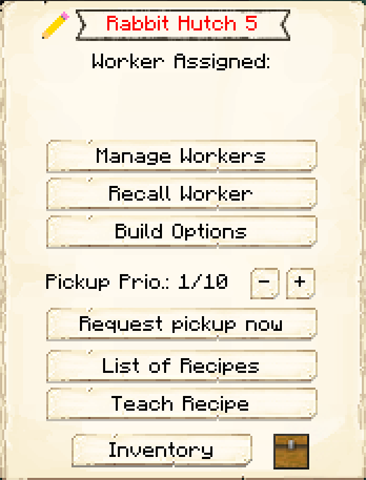 Rabbit Hutch 5
Worker Assigned:
Manage Workers
Recall Worker
Build Options
Pickup Prio.: 1/10 - +
Request pickup now
List of Recipes
Teach Recipe
Inventory